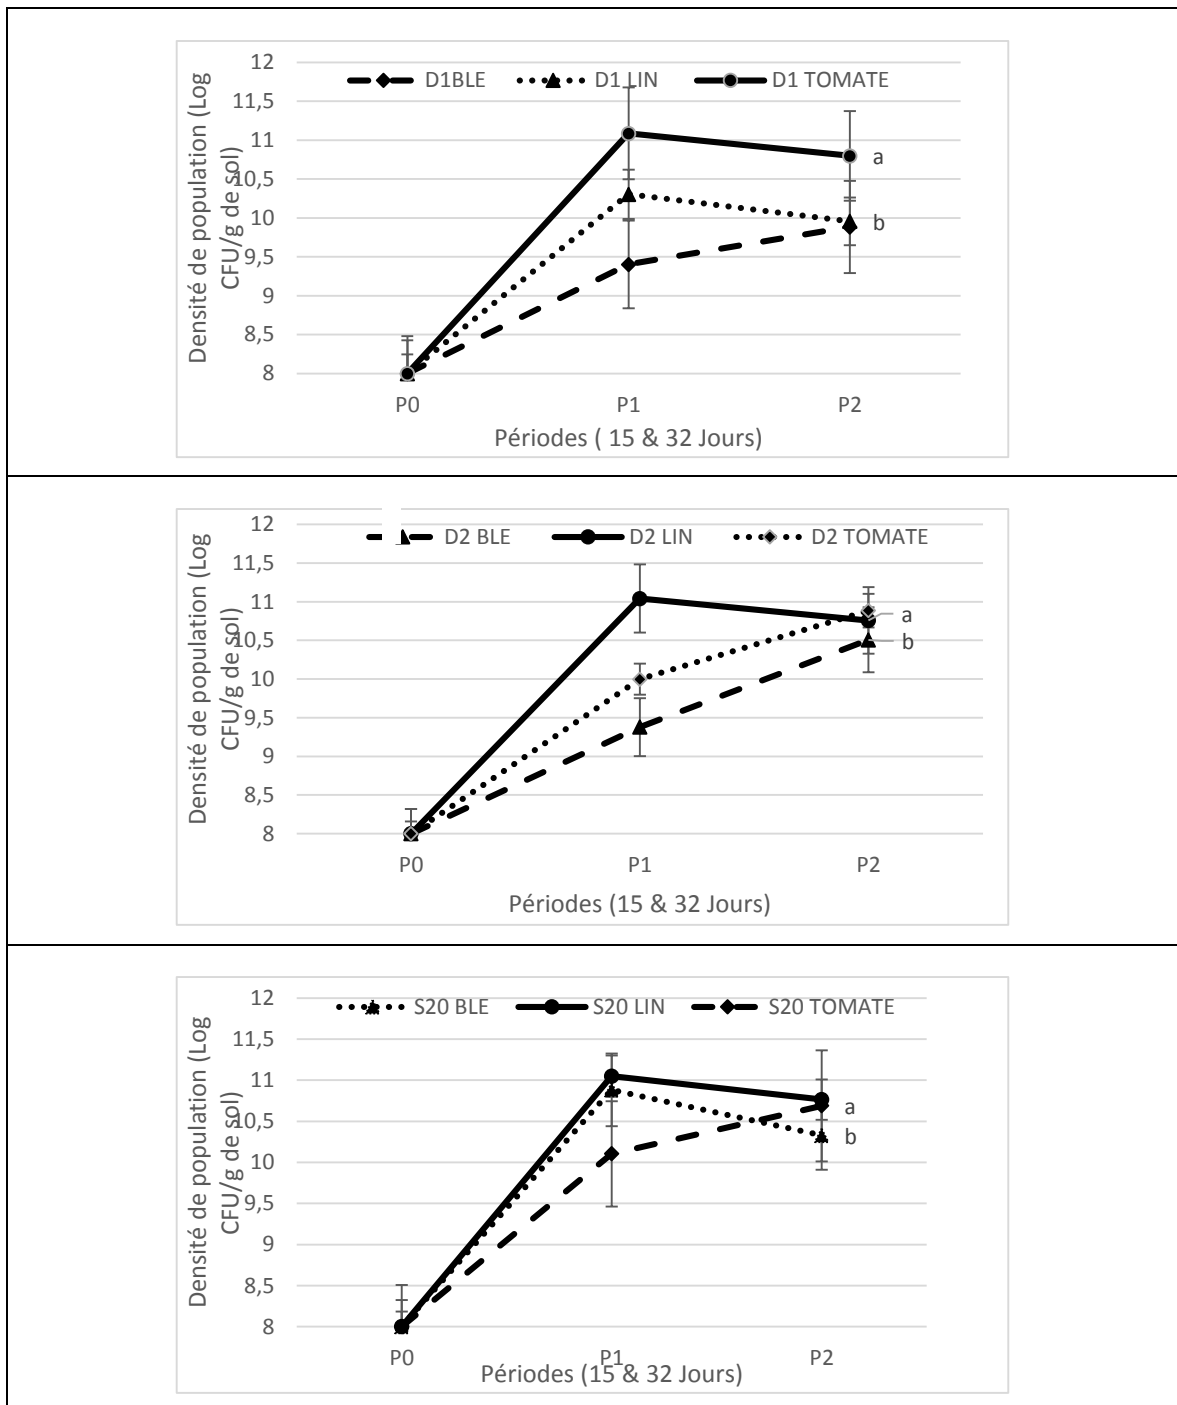 12
D1BLE D1 LIN D1 TOMATE
11,5
11
10,5
10
9,5
9
8,5
8
Densité de population (Log
CFU/g de sol)
a
b
P0 P1 P2
Périodes ( 15 & 32 Jours)
12
D2 BLE D2 LIN D2 TOMATE
11,5
11
10,5
10
9,5
9
8,5
8
Densité de population (Log
CFU/g de sol)
a
b
P0 P1 P2
Périodes (15 & 32 Jours)
12
S20 BLE S20 LIN S20 TOMATE
11,5
11
10,5
10
9,5
9
8,5
8
Densité de population (Log
CFU/g de sol)
a
b
P0 P1 P2
Périodes (15 & 32 Jours)